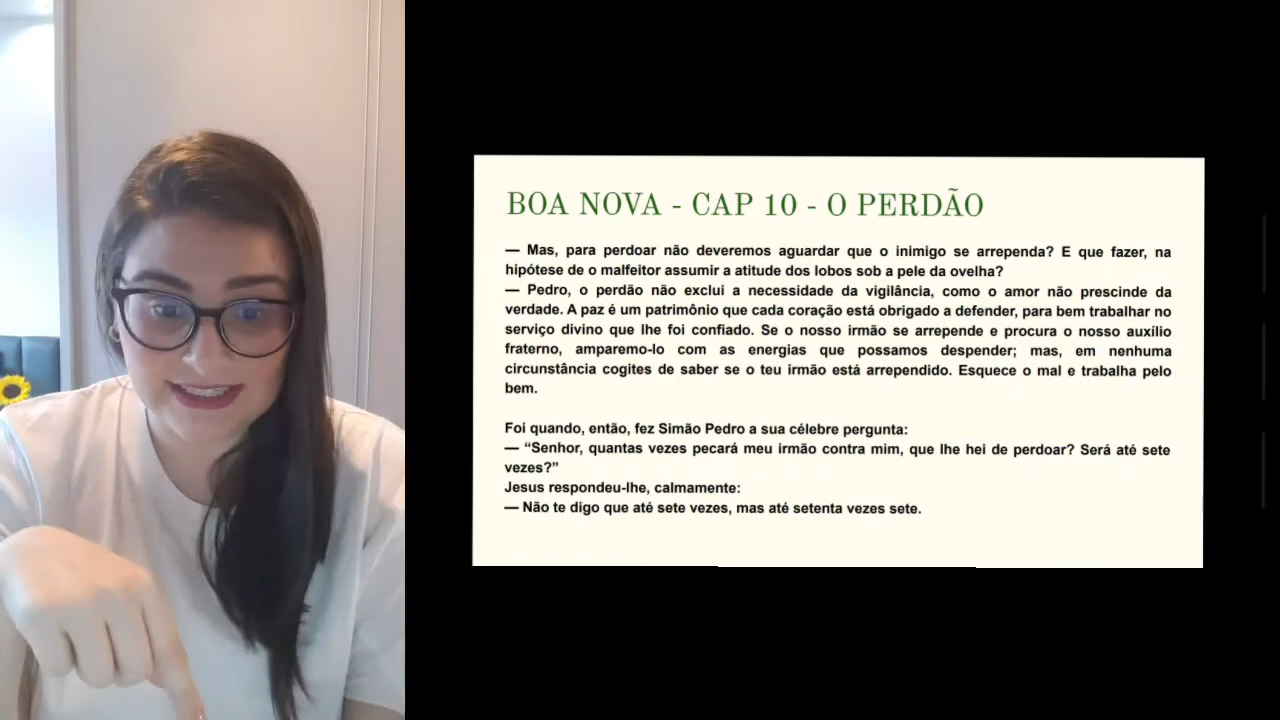 BOA NOVA - CAP 10 - O PERDÃO
— Mas, para perdoar não deveremos aguardar que o inimigo se arrependa? E que fazer, na
hipótese de o malfeitor assumir a atitude dos lobos sob a pele da ovelha?
— Pedro, o perdão não exclui a necessidade da vigilância, como o amor não prescinde da
verdade. A paz é um patrimônio que cada coração está obrigado a defender, para bem trabalhar no
serviço divino que lhe foi confiado. Se o nosso irmão se arrepende e procura o nosso auxílio
fraterno, amparemo-lo com as energias que possamos despender; mas, em nenhuma
circunstância cogites de saber se o teu irmão está arrependido. Esquece o mal e trabalha pelo
bem.
Foi quando, então, fez Simão Pedro a sua célebre pergunta:
— “Senhor, quantas vezes pecará meu irmão contra mim, que lhe hei de perdoar? Será até sete
vezes?”
Jesus respondeu-lhe, calmamente:
— Não te digo que até sete vezes, mas até setenta vezes sete.